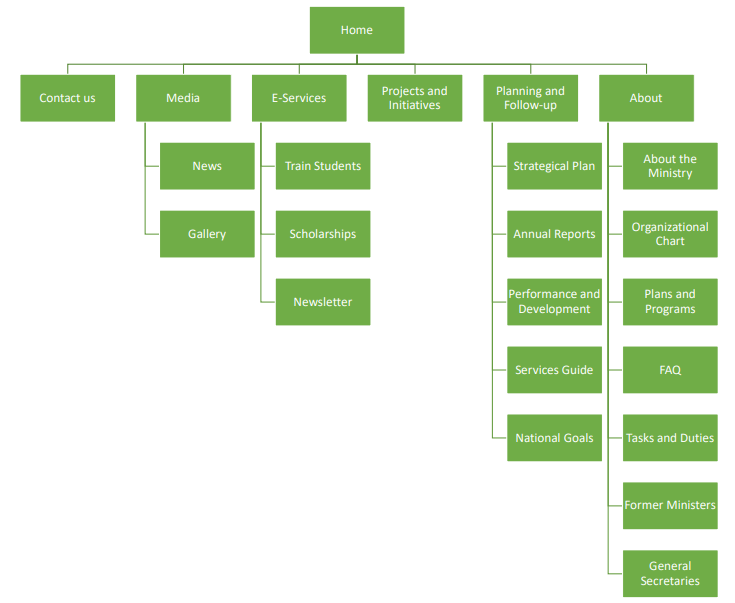 Home
Contact us
Media
E-Services
Projects and
Initiatives
Planning and
Follow-up
About
News
Gallery
Train Students
Scholarships
Newsletter
Strategical Plan
Annual Reports
Performance and
Development
Services Guide
National Goals
About the
Ministry
Organizational
Chart
Plans and
Programs
FAQ
Tasks and Duties
Former Ministers
General
Secretaries